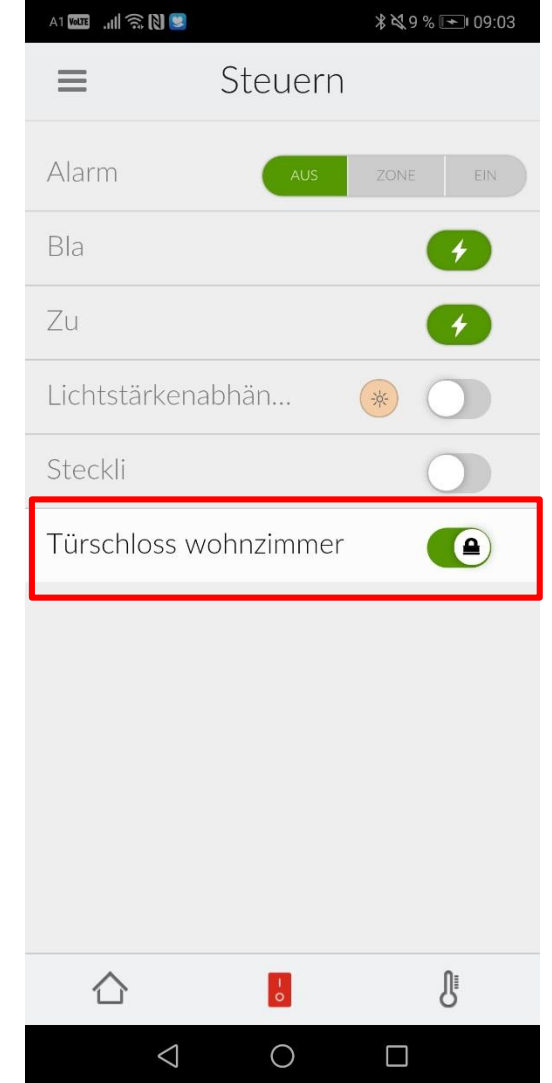 A1 VoLTE 9 % 09:03
Steuern
Alarm AUS ZONE EIN
Bla
Zu
Lichtstärkenabhän...
Steckli
Türschloss wohnzimmer